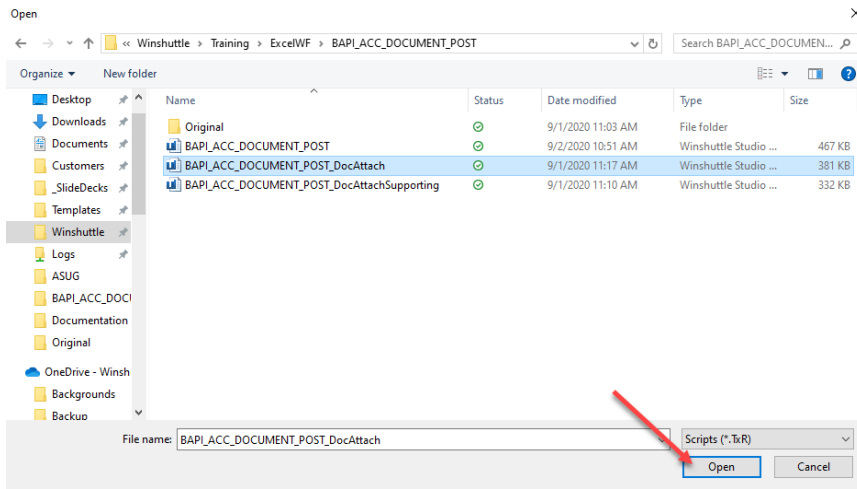 Open
« Winshuttle > Training > ExcelWF > BAPI_ACC_DOCUMENT_POST
Search BAPI_ACC_DOCUMEN...
Organize New folder
Desktop
Downloads
Documents
Customers
_SlideDecks
Templates
Winshuttle
Logs
ASUG
BAPI_ACC_DOCU
Documentation
Original
OneDrive - Winsh
Backgrounds
Backup
Name Status Date modified Type Size
Original 9/1/2020 11:03 AM File folder
BAPI_ACC_DOCUMENT_POST 9/2/2020 10:51 AM Winshuttle Studio ... 467 KB
BAPI_ACC_DOCUMENT_POST_DocAttach 9/1/2020 11:17 AM Winshuttle Studio ... 381 KB
BAPI_ACC_DOCUMENT_POST_DocAttachSupporting 9/1/2020 11:10 AM Winshuttle Studio ... 332 KB
File name: BAPI_ACC_DOCUMENT_POST_DocAttach Scripts (*.TxR)
Open Cancel